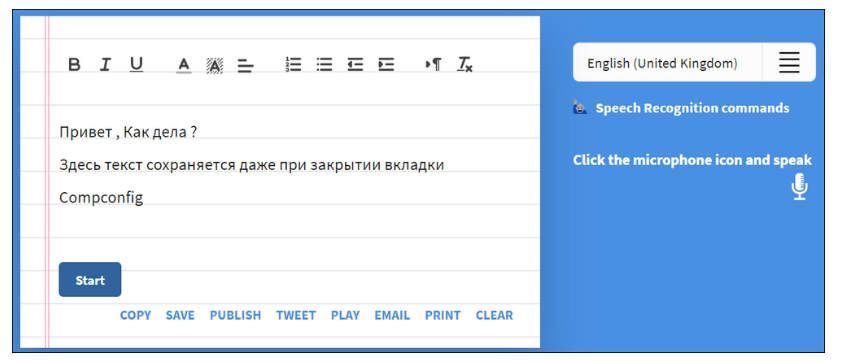 Привет , Как дела ?
Здесь текст сохраняется даже при закрытии вкладки
Compconfig
Start
COPY SAVE PUBLISH TWEET PLAY EMAIL PRINT CLEAR
English (United Kingdom)
Speech Recognition commands
Click the microphone icon and speak